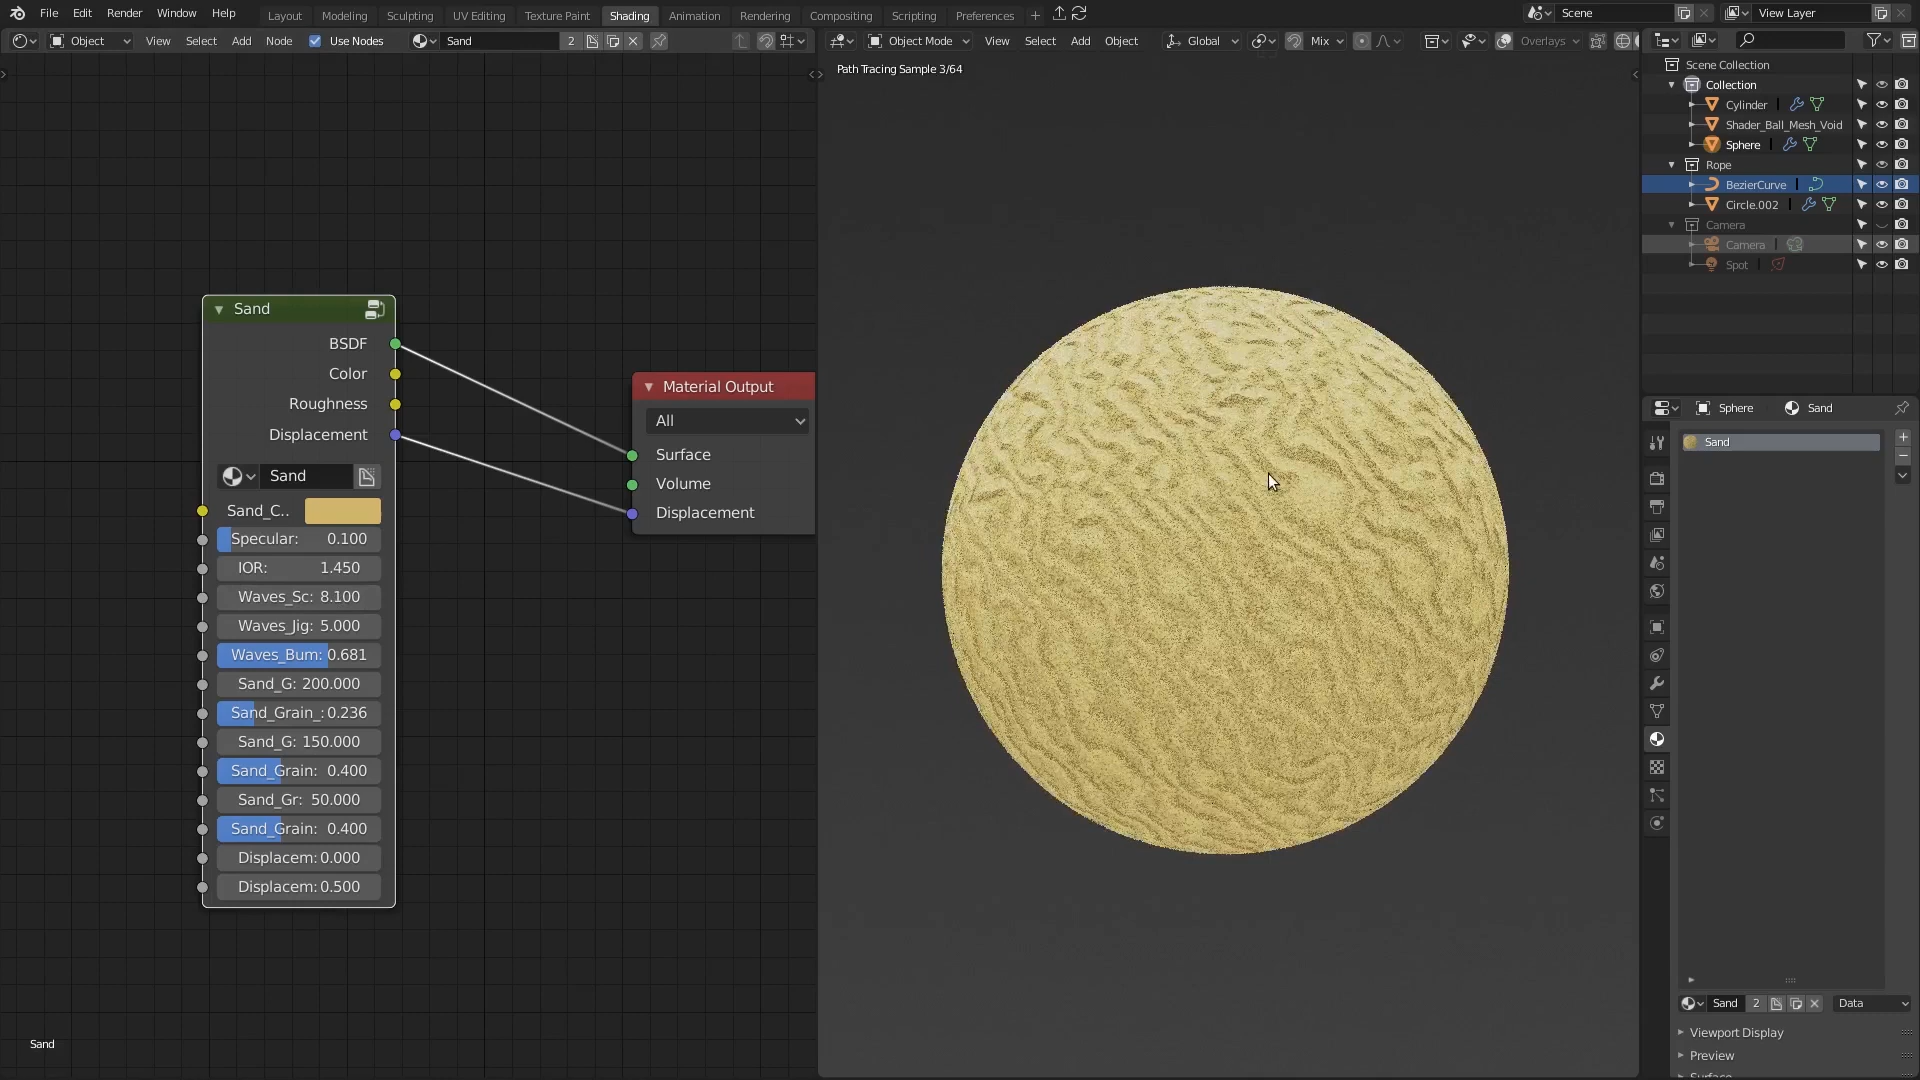 File Edit Render Window Help
Layout Modeling Sculpting UV Editing Texture Paint Shading Animation Rendering Compositing Scripting Preferences +
Scene
View Layer
Object View Select Add Node Use Nodes Sand 2
Object Mode View Select Add Object Global Mix Overlays
Path Tracing Sample 3/64
Scene Collection
Collection
Cylinder
Shader_Ball_Mesh_Void
Sphere
Rope
BezierCurve
Circle.002
Camera
Camera
Spot
Sand
BSDF
Color
Roughness
Displacement
Sand
Sand_C..
Specular: 0.100
IOR: 1.450
Waves_Sc: 8.100
Waves_Jig: 5.000
Waves_Bum: 0.681
Sand_G: 200.000
Sand_Grain_: 0.236
Sand_G: 150.000
Sand_Grain: 0.400
Sand_Gr: 50.000
Sand_Grain: 0.400
Displacem: 0.000
Displacem: 0.500
Material Output
All
Surface
Volume
Displacement
Sphere Sand
Sand
Sand 2 Data
Viewport Display
Preview
Sand